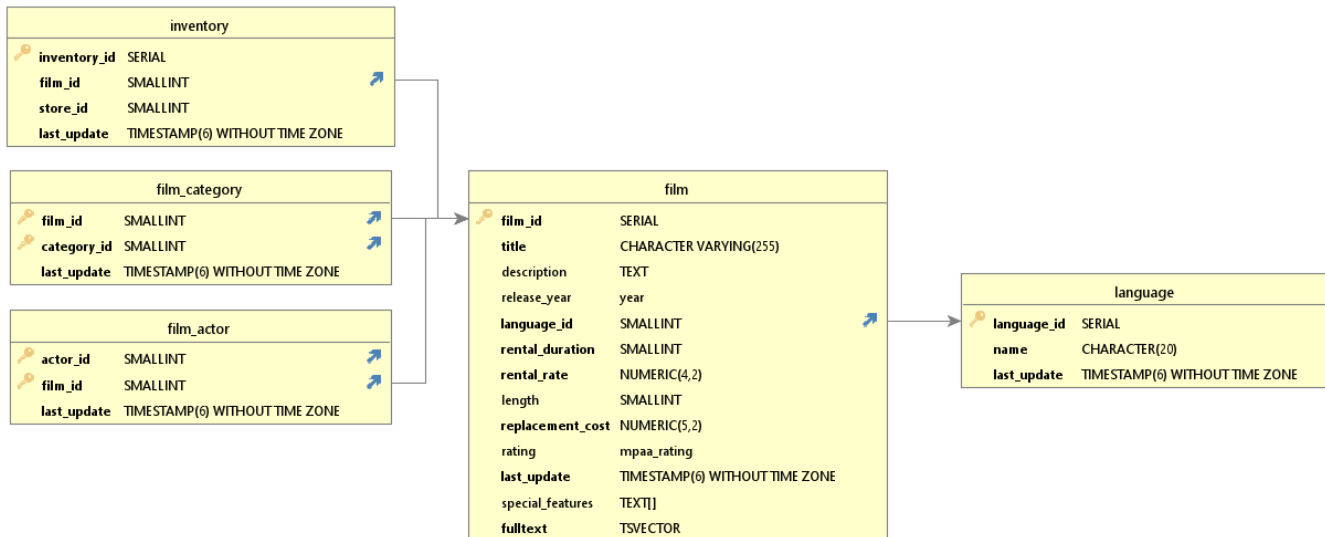 inventory
inventory_id SERIAL
film_id SMALLINT
store_id SMALLINT
last_update TIMESTAMP(6) WITHOUT TIME ZONE
film_category
film_id SMALLINT
category_id SMALLINT
last_update TIMESTAMP(6) WITHOUT TIME ZONE
film_actor
actor_id SMALLINT
film_id SMALLINT
last_update TIMESTAMP(6) WITHOUT TIME ZONE
film
film_id SERIAL
title CHARACTER VARYING(255)
description TEXT
release_year year
language_id SMALLINT
rental_duration SMALLINT
rental_rate NUMERIC(4,2)
length SMALLINT
replacement_cost NUMERIC(5,2)
rating mpaa_rating
last_update TIMESTAMP(6) WITHOUT TIME ZONE
special_features TEXT[]
fulltext TSVECTOR
language
language_id SERIAL
name CHARACTER(20)
last_update TIMESTAMP(6) WITHOUT TIME ZONE